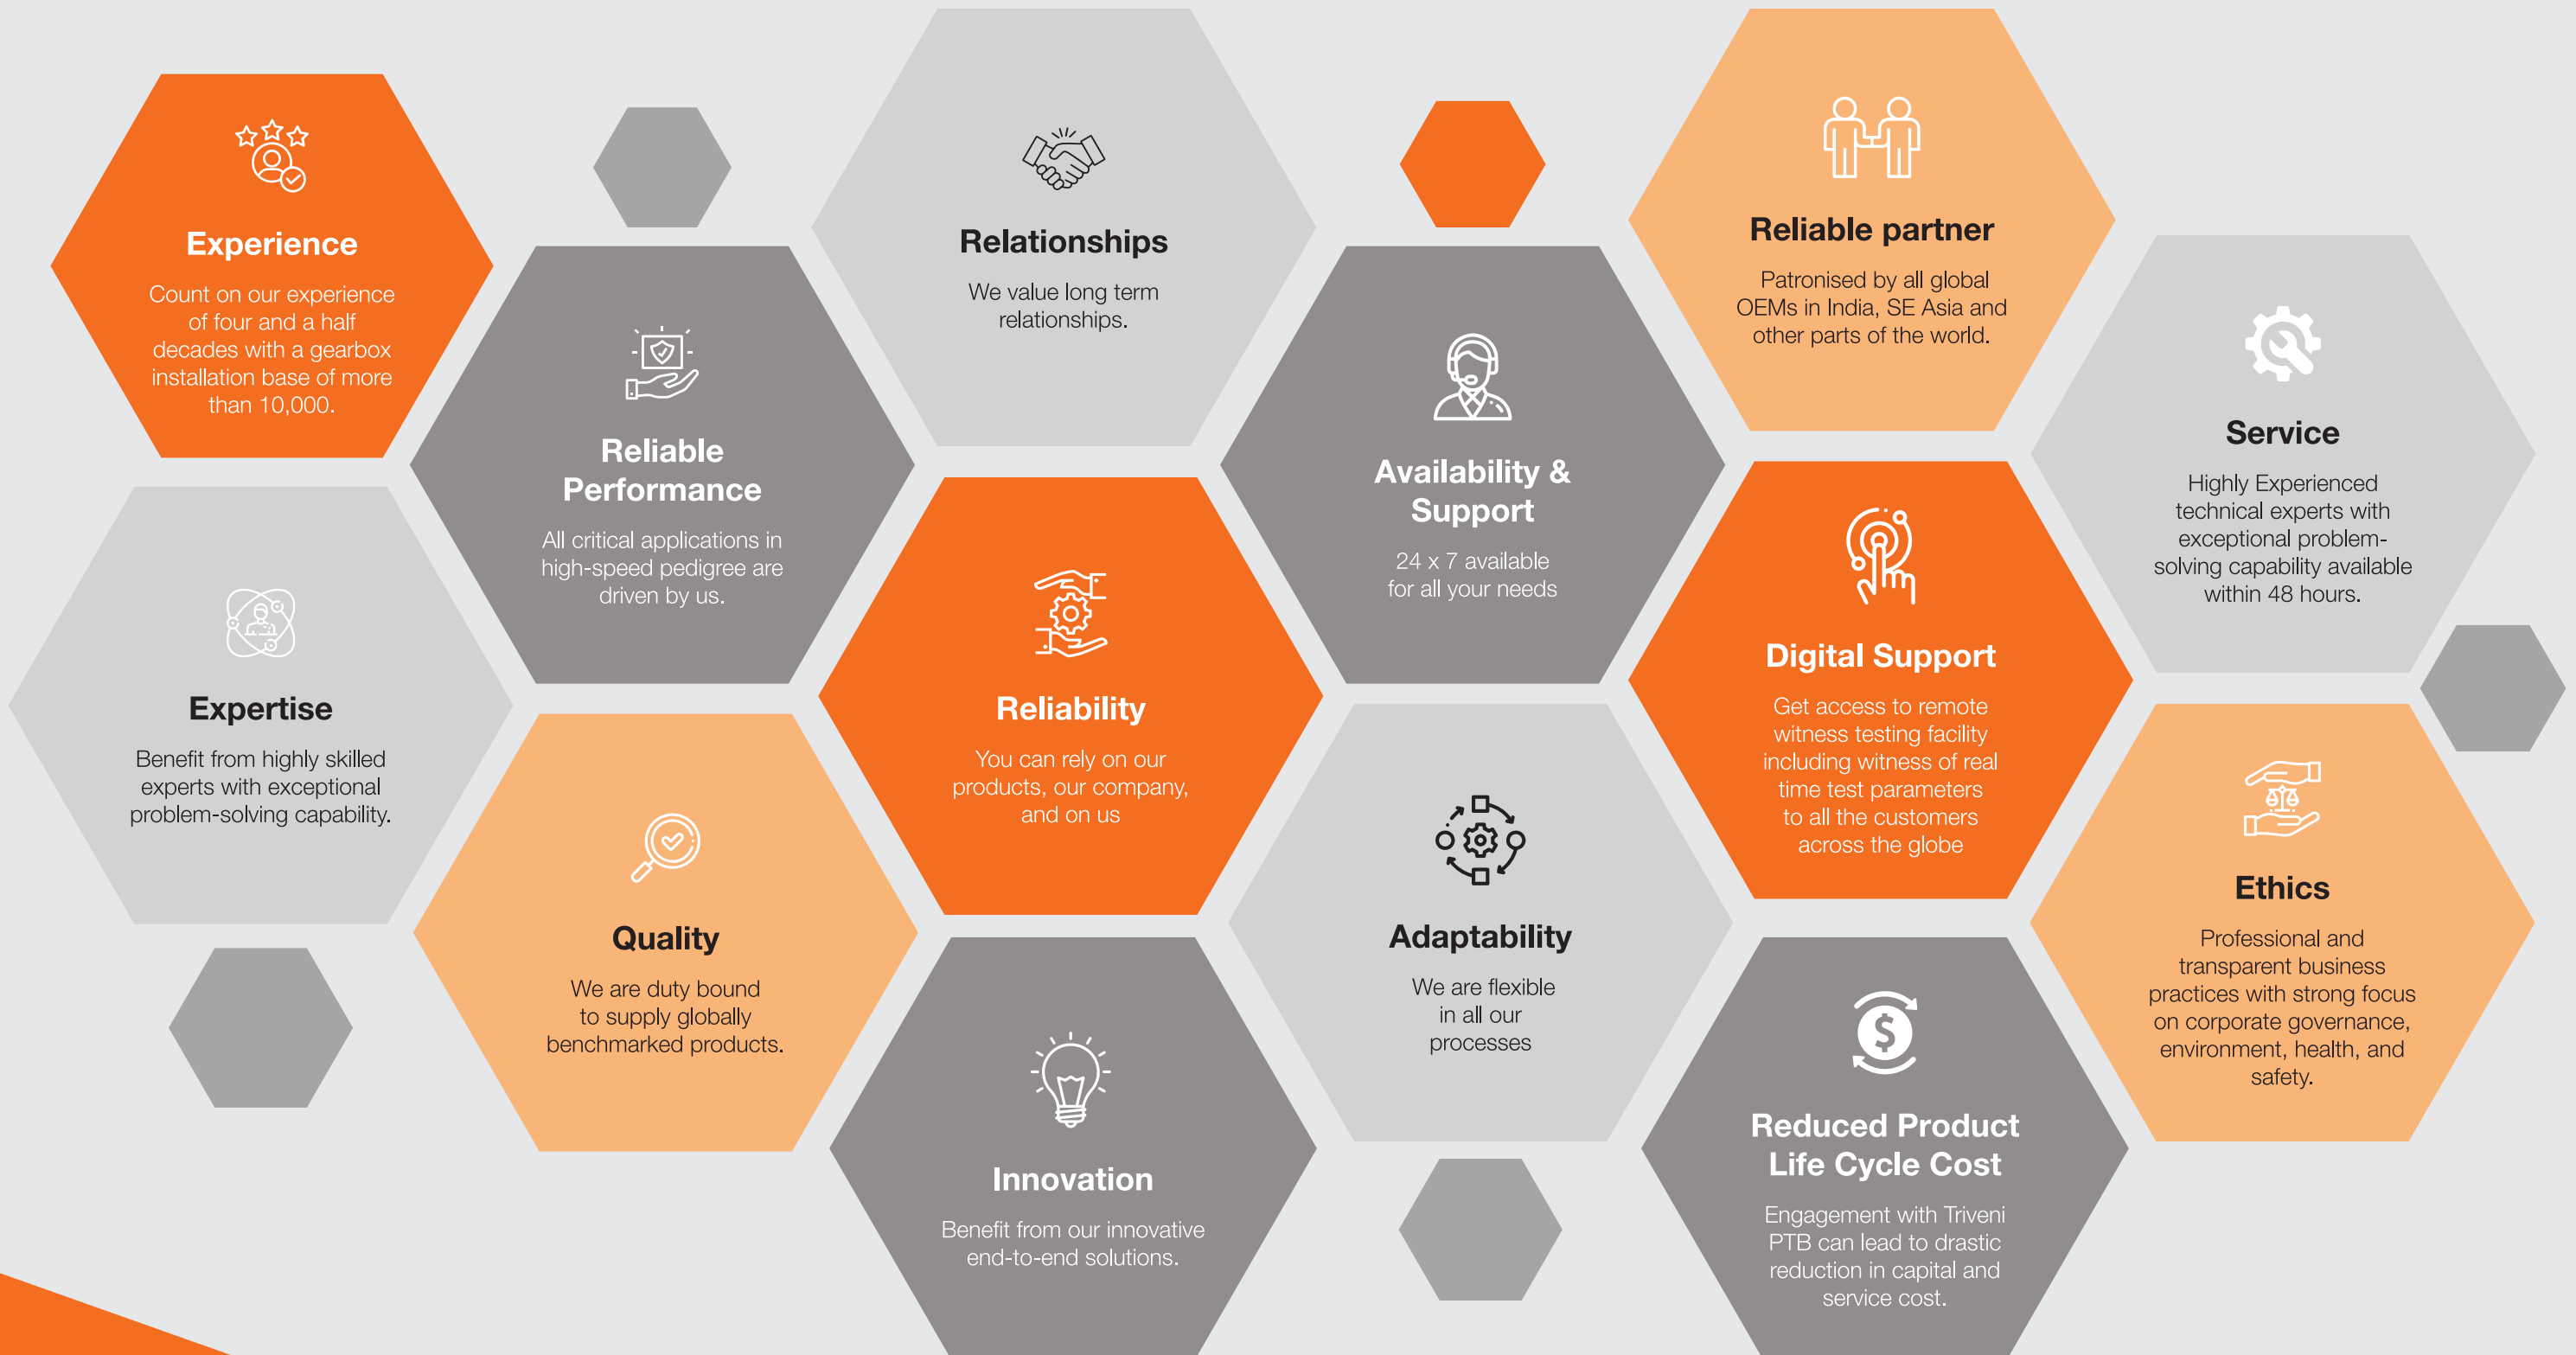 Experience
Count on our experience
of four and a half
decades with a gearbox
installation base of more
than 10,000.
Expertise
Benefit from highly skilled
experts with exceptional
problem-solving capability.
Reliable
Performance
All critical applications in
high-speed pedigree are
driven by us.
Quality
We are duty bound
to supply globally
benchmarked products.
Relationships
We value long term
relationships.
Reliability
You can rely on our
products, our company,
and on us
Innovation
Benefit from our innovative
end-to-end solutions.
Availability &
Support
24 x 7 available
for all your needs
Adaptability
We are flexible
in all our
processes
Reliable partner
Patronised by all global
OEMs in India, SE Asia and
other parts of the world.
Digital Support
Get access to remote
witness testing facility
including witness of real
time test parameters
to all the customers
across the globe
$
Reduced Product
Life Cycle Cost
Engagement with Triveni
PTB can lead to drastic
reduction in capital and
service cost.
Service
Highly Experienced
technical experts with
exceptional problem-
solving capability available
within 48 hours.
Ethics
Professional and
transparent business
practices with strong focus
on corporate governance,
environment, health, and
safety.